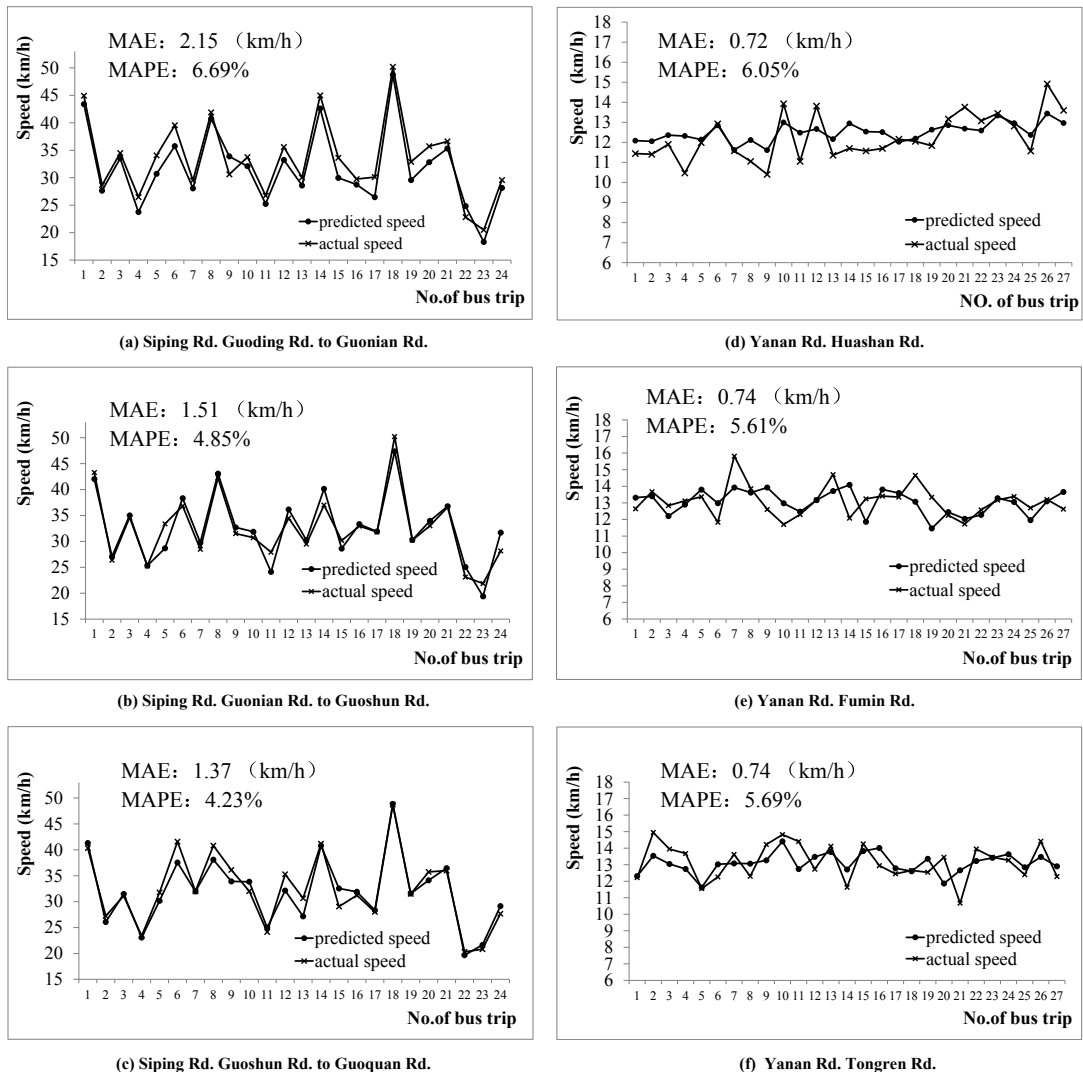 MAE：2.15 （km/h）
MAPE：6.69%
Speed (km/h)
50
45
40
35
30
25
20
15
predicted speed
actual speed
1 2 3 4 5 6 7 8 9 10 11 12 13 14 15 16 17 18 19 20 21 22 23 24
No.of bus trip
(a) Siping Rd. Guoding Rd. to Guonian Rd.
MAE：1.51 （km/h）
MAPE：4.85%
Speed (km/h)
50
45
40
35
30
25
20
15
predicted speed
actual speed
1 2 3 4 5 6 7 8 9 10 11 12 13 14 15 16 17 18 19 20 21 22 23 24
No.of bus trip
(b) Siping Rd. Guonian Rd. to Guoshun Rd.
MAE：1.37 （km/h）
MAPE：4.23%
Speed (km/h)
50
45
40
35
30
25
20
15
predicted speed
actual speed
1 2 3 4 5 6 7 8 9 10 11 12 13 14 15 16 17 18 19 20 21 22 23 24
No.of bus trip
(c) Siping Rd. Guoshun Rd. to Guoquan Rd.
MAE：0.72 （km/h）
MAPE：6.05%
Speed (km/h)
18
17
16
15
14
13
12
11
10
9
8
7
6
predicted speed
actual speed
1 2 3 4 5 6 7 8 9 10 11 12 13 14 15 16 17 18 19 20 21 22 23 24 25 26 27
NO. of bus trip
(d) Yanan Rd. Huashan Rd.
MAE：0.74 （km/h）
MAPE：5.61%
Speed (km/h)
18
17
16
15
14
13
12
11
10
9
8
7
6
predicted speed
actual speed
1 2 3 4 5 6 7 8 9 10 11 12 13 14 15 16 17 18 19 20 21 22 23 24 25 26 27
No.of bus trip
(e) Yanan Rd. Fumin Rd.
MAE：0.74 （km/h）
MAPE：5.69%
Speed (km/h)
18
17
16
15
14
13
12
11
10
9
8
7
6
predicted speed
actual speed
1 2 3 4 5 6 7 8 9 10 11 12 13 14 15 16 17 18 19 20 21 22 23 24 25 26 27
No.of bus trip
(f) Yanan Rd. Tongren Rd.